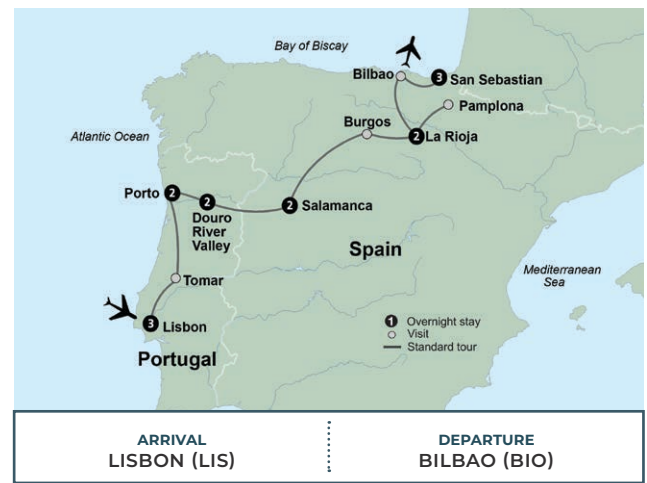 Bay of Biscay
Bilbao
3 San Sebastian
Pamplona
Burgos
2 La Rioja
Atlantic Ocean
Porto 2
2
Douro
River
Valley
2 Salamanca
Spain
Mediterranean
Sea
Tomar
3 Lisbon
Portugal
1 Overnight stay
Visit
Standard tour
ARRIVAL
LISBON (LIS)
DEPARTURE
BILBAO (BIO)